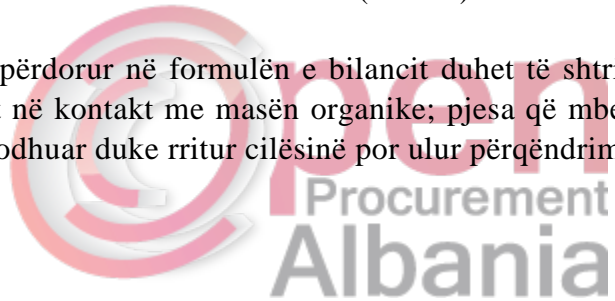 përdorur në formulën e bilancit duhet të shtri
në kontakt me masën organike; pjesa që mbe
odhuar duke rritur cilësinë por ulur përqëndrim
Open
Procurement
Albania